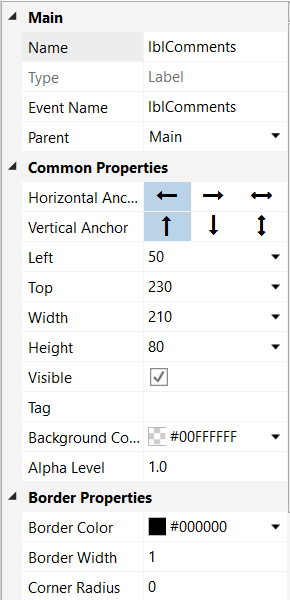 Main
Name lblComments
Type Label
Event Name lblComments
Parent Main
Common Properties
Horizontal Anc...
Vertical Anchor
Left 50
Top 230
Width 210
Height 80
Visible
Tag
Background Co... #00FFFFFF
Alpha Level 1.0
Border Properties
Border Color #000000
Border Width 1
Corner Radius 0